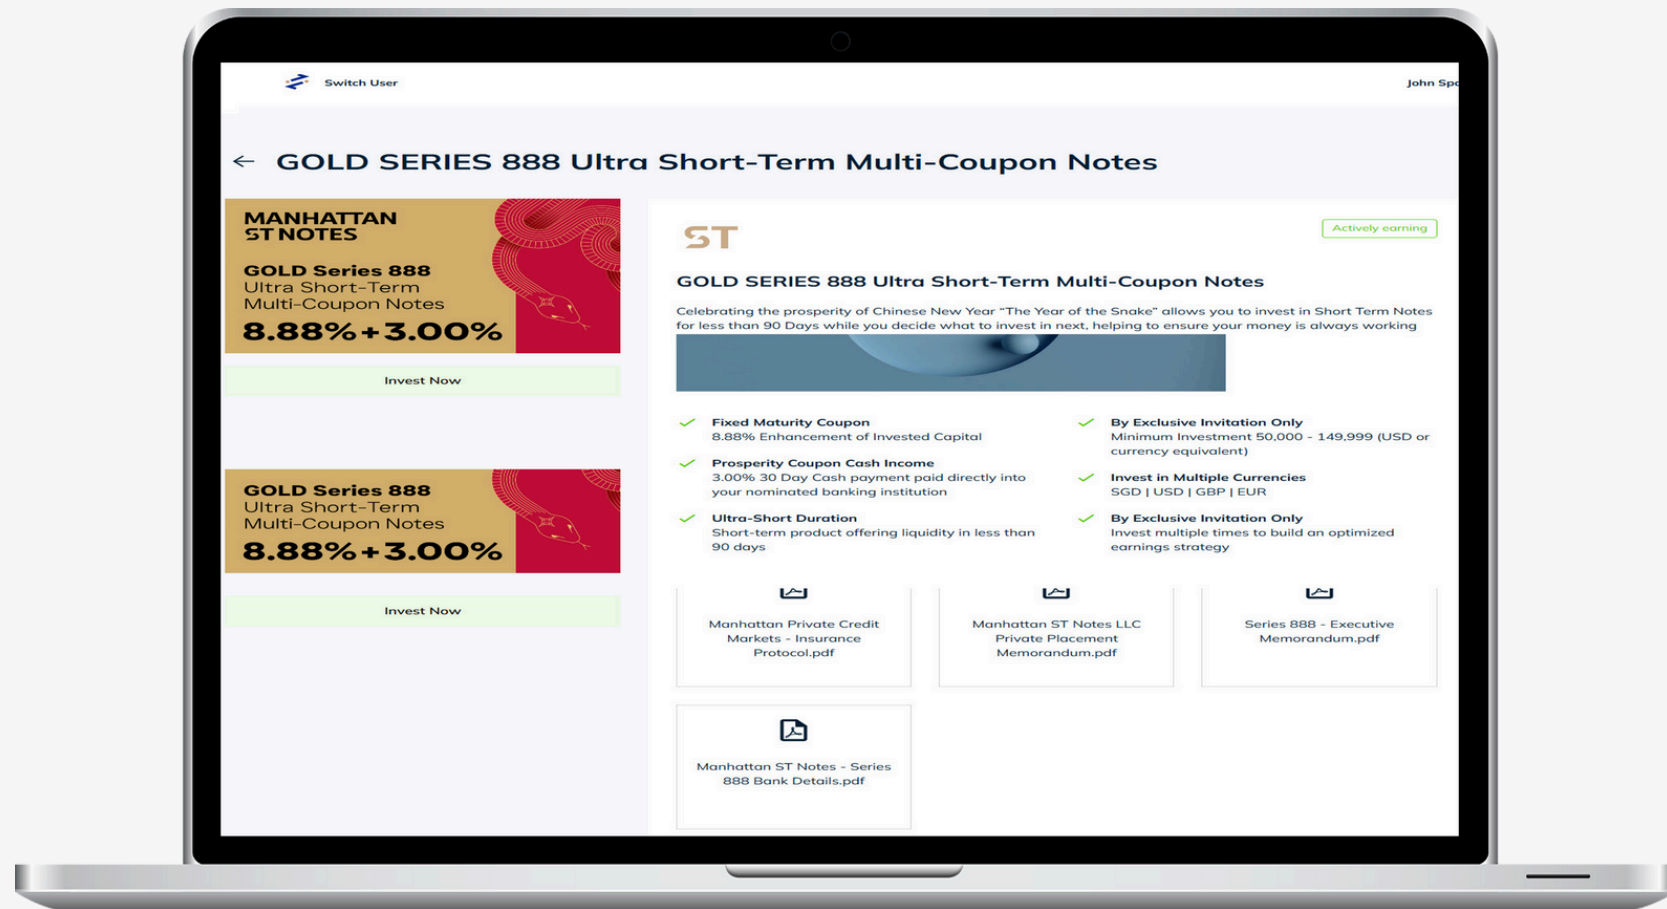 Switch User
John Spo
← GOLD SERIES 888 Ultra Short-Term Multi-Coupon Notes
MANHATTAN
ST NOTES
GOLD Series 888
Ultra Short-Term
Multi-Coupon Notes
8.88%+3.00%
Invest Now
GOLD Series 888
Ultra Short-Term
Multi-Coupon Notes
8.88%+3.00%
Invest Now
ST
Actively earning
GOLD SERIES 888 Ultra Short-Term Multi-Coupon Notes
Celebrating the prosperity of Chinese New Year “The Year of the Snake” allows you to invest in Short Term Notes
for less than 90 Days while you decide what to invest in next, helping to ensure your money is always working
Fixed Maturity Coupon
8.88% Enhancement of Invested Capital
Prosperity Coupon Cash Income
3.00% 30 Day Cash payment paid directly into
your nominated banking institution
Ultra-Short Duration
Short-term product offering liquidity in less than
90 days
By Exclusive Invitation Only
Minimum Investment 50,000 - 149,999 (USD or
currency equivalent)
Invest in Multiple Currencies
SGD | USD | GBP | EUR
By Exclusive Invitation Only
Invest multiple times to build an optimized
earnings strategy
Manhattan Private Credit
Markets - Insurance
Protocol.pdf
Manhattan ST Notes LLC
Private Placement
Memorandum.pdf
Series 888 - Executive
Memorandum.pdf
Manhattan ST Notes - Series
888 Bank Details.pdf